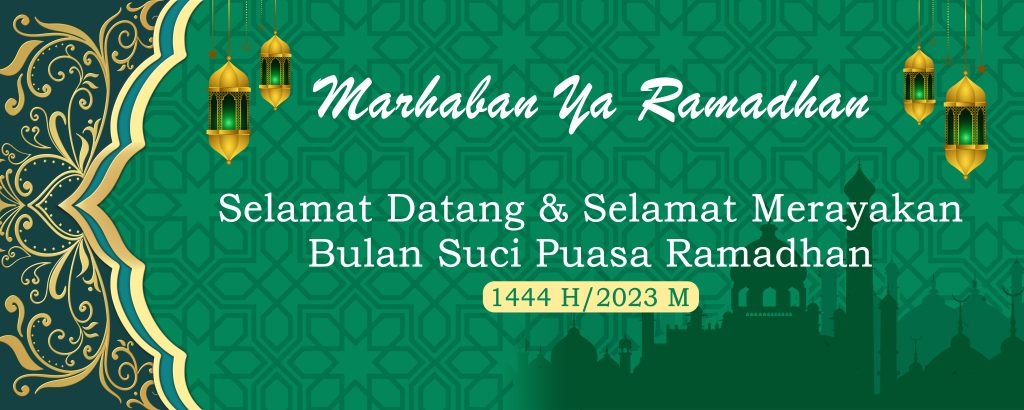 Marhaban Ya Ramadhan
Selamat Datang & Selamat Merayakan
Bulan Suci Puasa Ramadhan
1444 H/2023 M